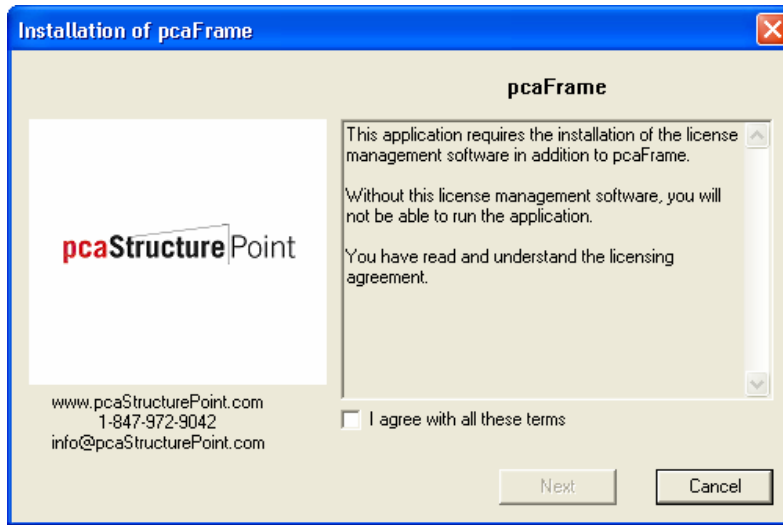 Installation of pcaFrame
pcaFrame
pcaStructurePoint
www.pcaStructurePoint.com
1-847-972-9042
info@pcaStructurePoint.com
This application requires the installation of the license
management software in addition to pcaFrame.
Without this license management software, you will
not be able to run the application.
You have read and understand the licensing
agreement.
I agree with all these terms
Next
Cancel